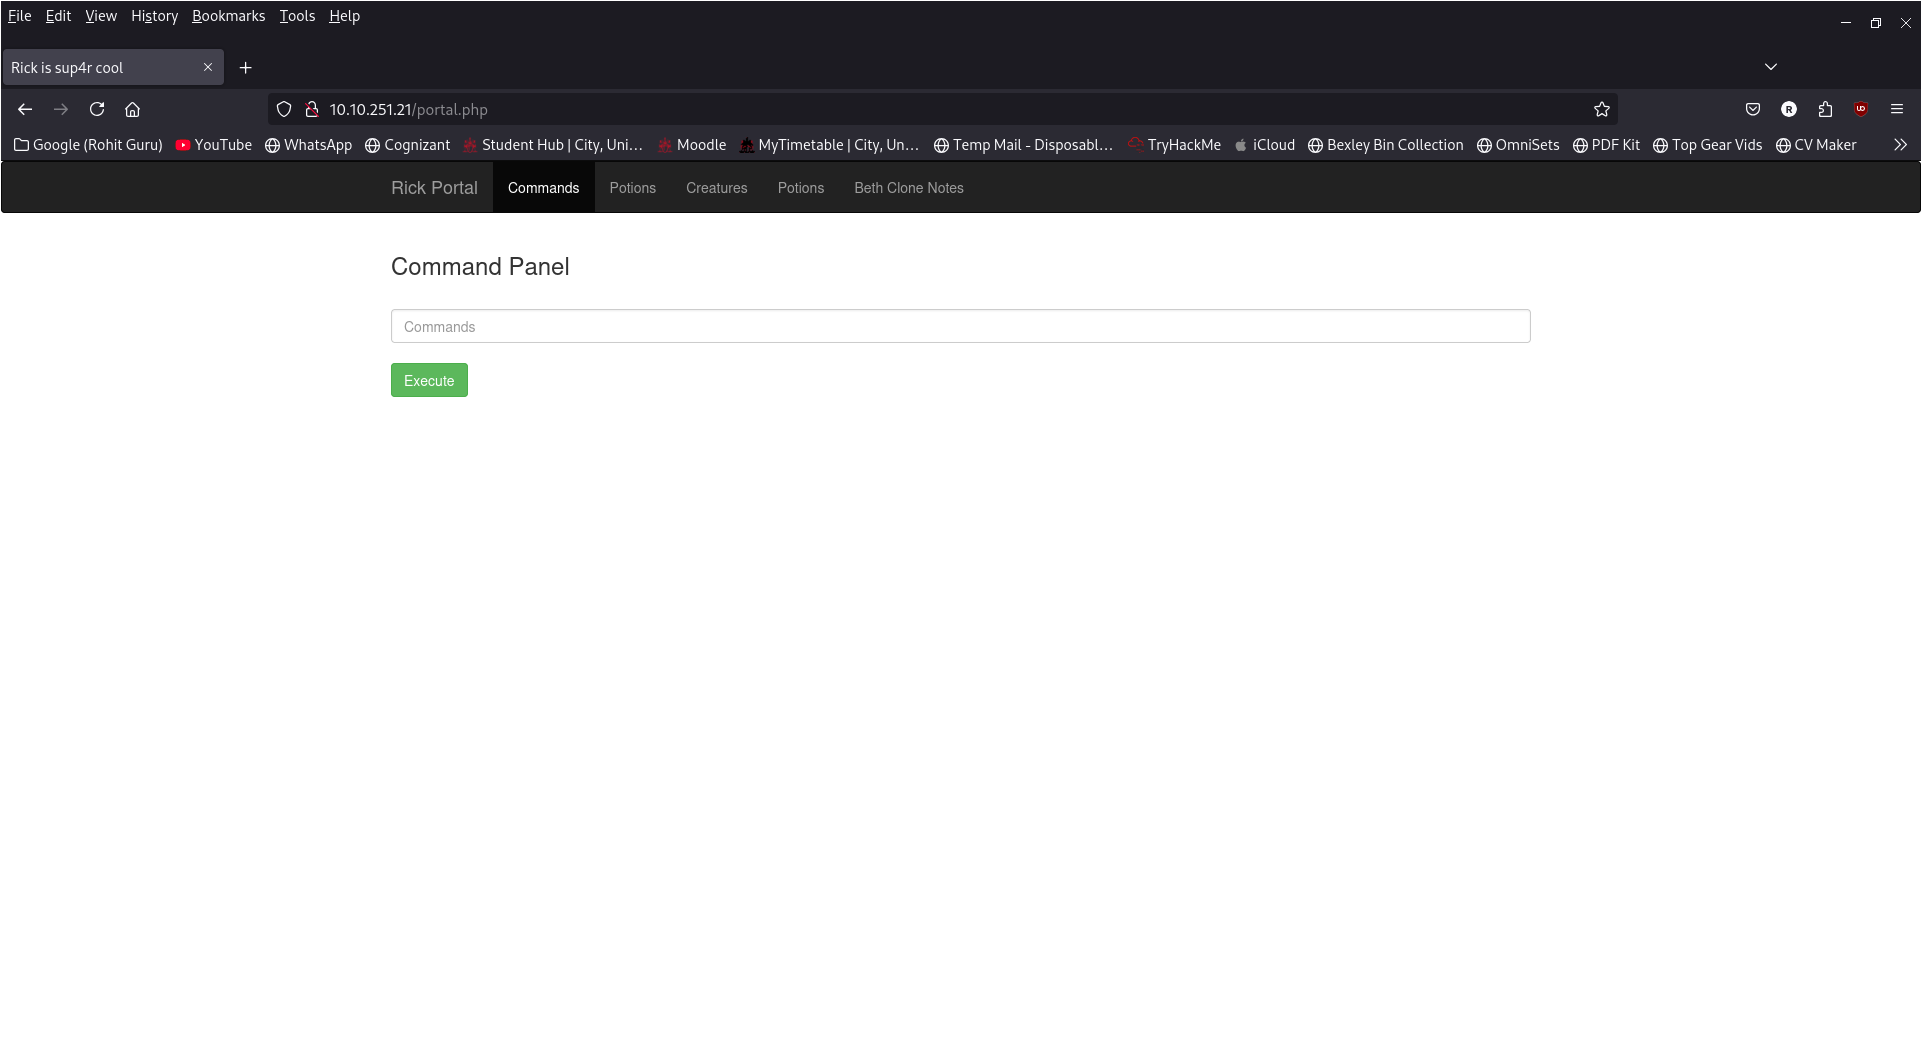 File Edit View History Bookmarks Tools Help
Rick is sup4r cool
10.10.251.21/portal.php
Google (Rohit Guru) YouTube WhatsApp Cognizant Student Hub | City, Uni... Moodle MyTimetable | City, Un... Temp Mail - Disposabl... TryHackMe iCloud Bexley Bin Collection OmniSets PDF Kit Top Gear Vids CV Maker
Rick Portal Commands Potions Creatures Potions Beth Clone Notes
Command Panel
Commands
Execute